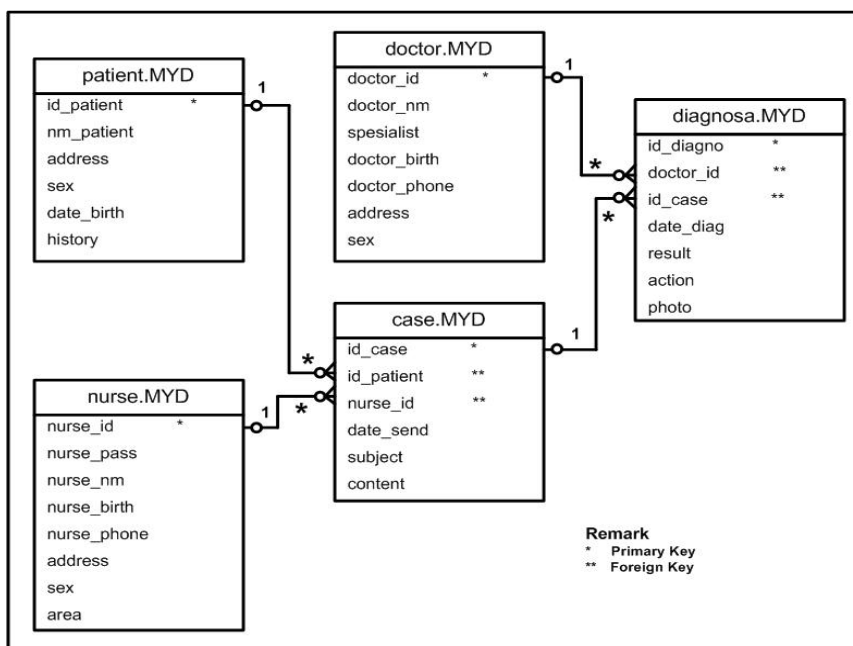 patient.MYD
id_patient *
nm_patient
address
sex
date_birth
history
doctor.MYD
doctor_id *
doctor_nm
spesialist
doctor_birth
doctor_phone
address
sex
diagnosa.MYD
id_diagno *
doctor_id **
id_case **
date_diag
result
action
photo
nurse.MYD
nurse_id *
nurse_pass
nurse_nm
nurse_birth
nurse_phone
address
sex
area
case.MYD
id_case *
id_patient **
nurse_id **
date_send
subject
content
1
*
1
*
1
*
1
*
Remark
* Primary Key
** Foreign Key